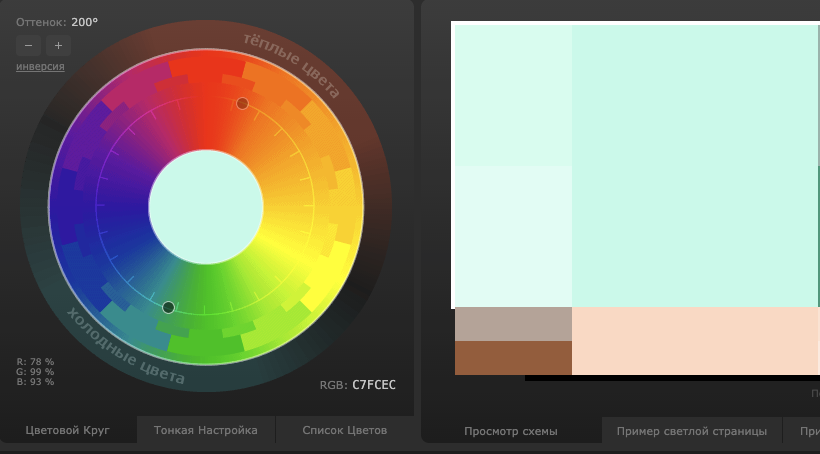 Оттенок: 200°
− +
инверсия
тёплые цвета
холодные цвета
R: 78 %
G: 99 %
B: 93 %
RGB: C7FCEC
Цветовой Круг
Тонкая Настройка
Список Цветов
Просмотр схемы
Пример светлой страницы